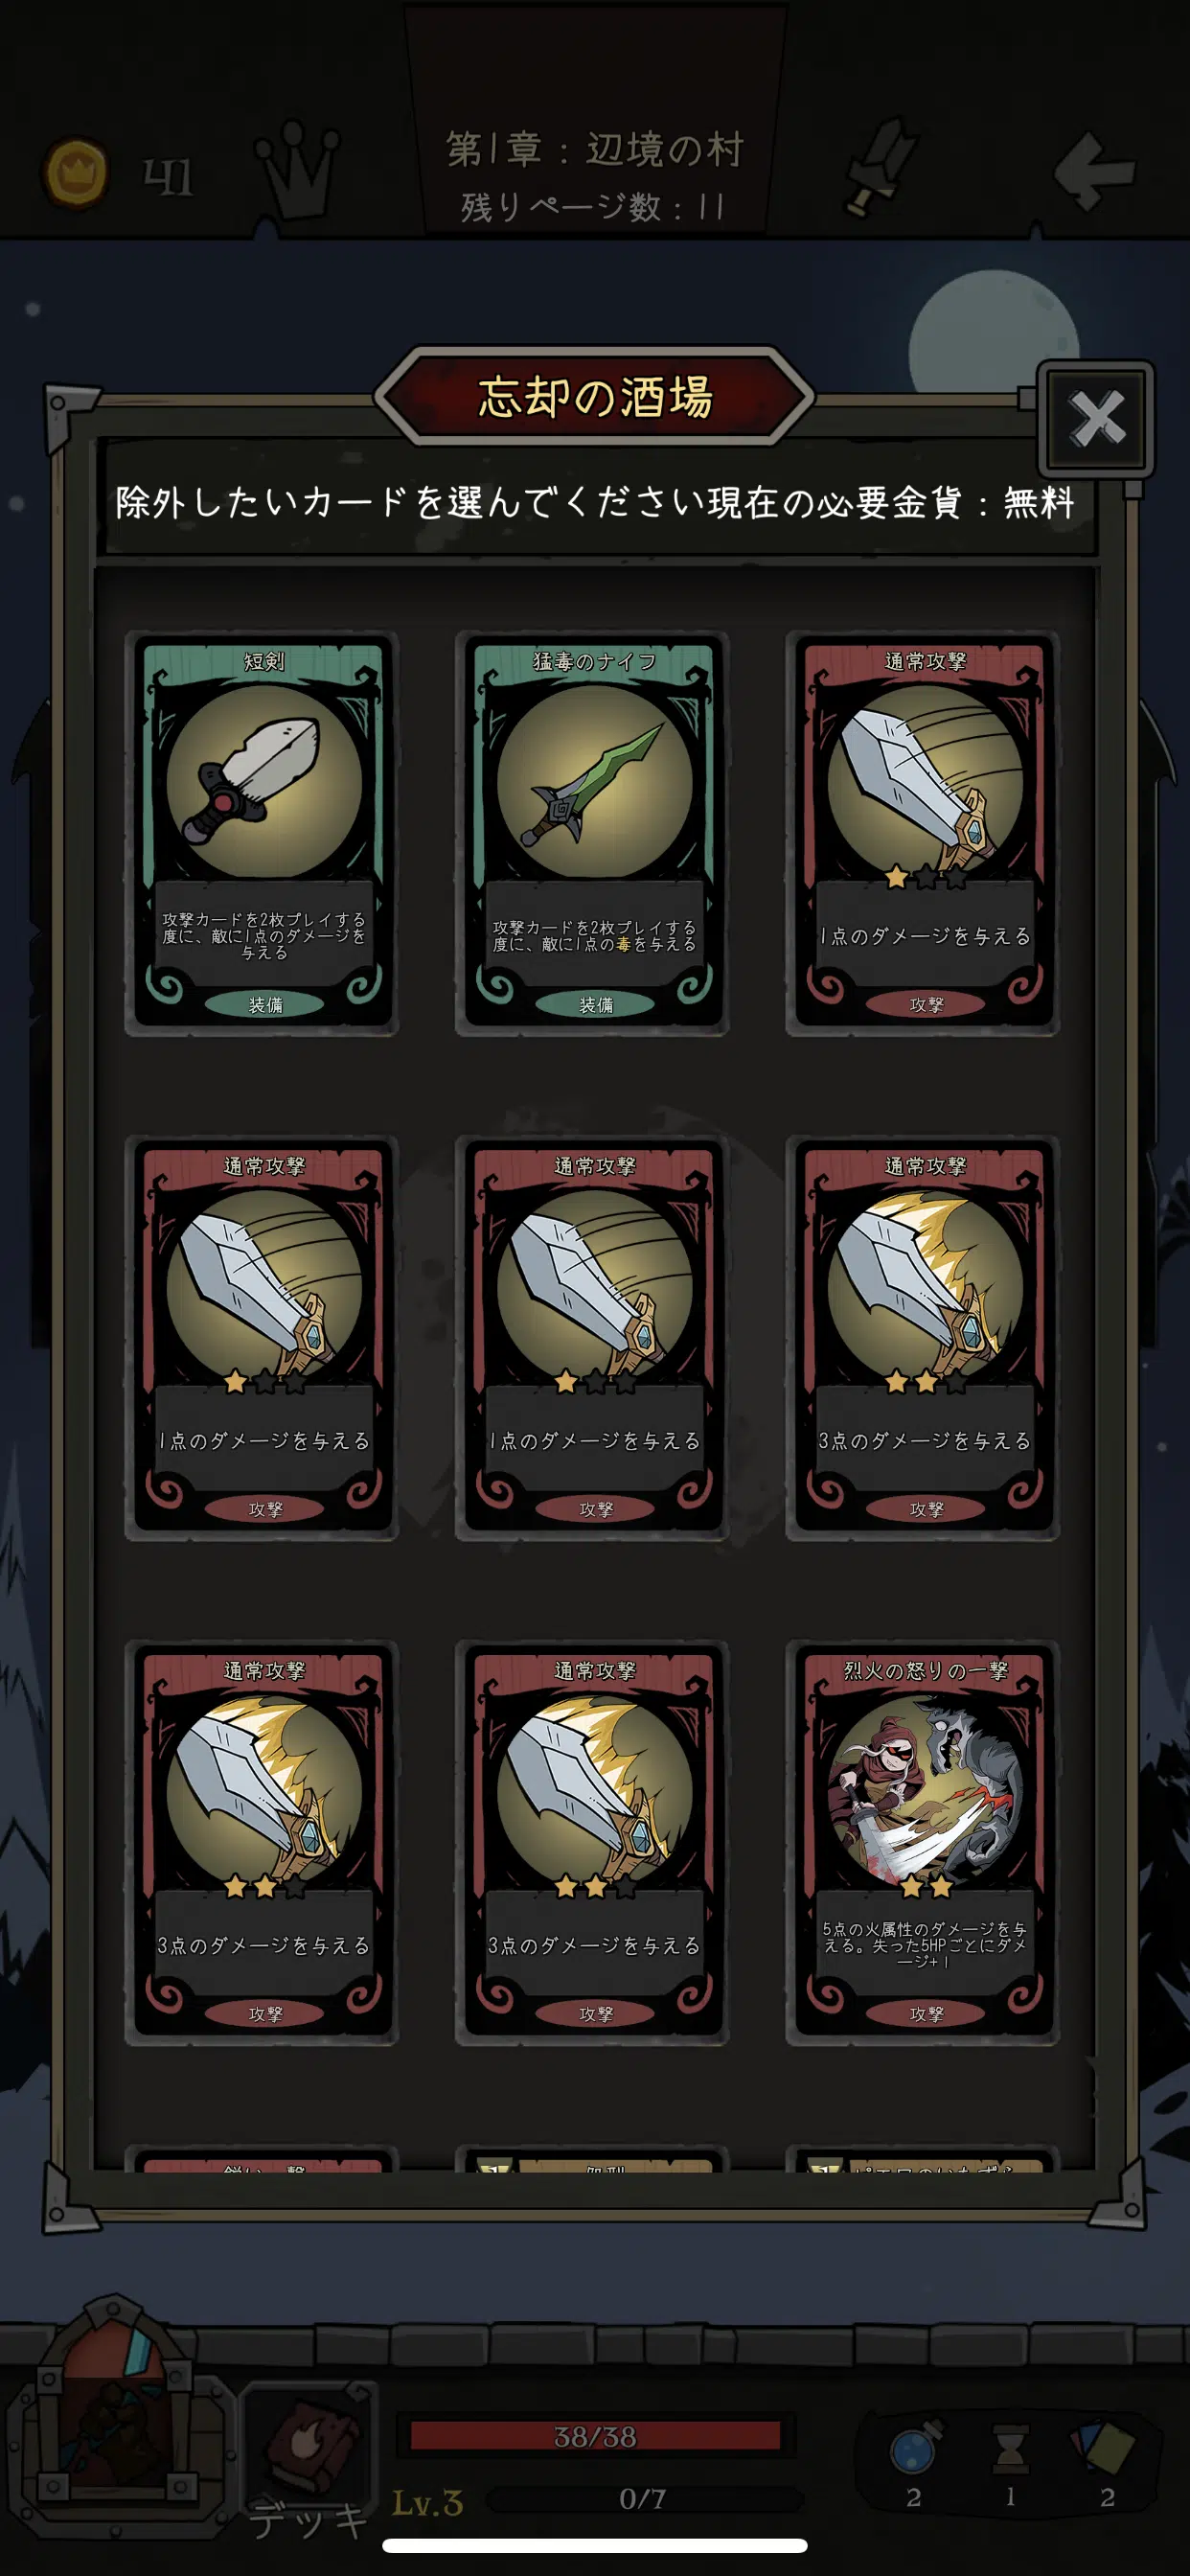 41
第1章：辺境の村
残りページ数：11
忘却の酒場
除外したいカードを選んでください現在の必要金貨：無料
短剣
攻撃カードを2枚プレイする
度に、敵に1点のダメージを
与える
装備
猛毒のナイフ
攻撃カードを2枚プレイする
度に、敵に1点の毒を与える
装備
通常攻撃
1点のダメージを与える
攻撃
通常攻撃
1点のダメージを与える
攻撃
通常攻撃
1点のダメージを与える
攻撃
通常攻撃
3点のダメージを与える
攻撃
通常攻撃
3点のダメージを与える
攻撃
通常攻撃
3点のダメージを与える
攻撃
烈火の怒りの一撃
5点の火属性のダメージを与
える。失った5HPごとにダメ
ージ+1
攻撃
デッキ
38/38
Lv.3
0/7
2
1
2